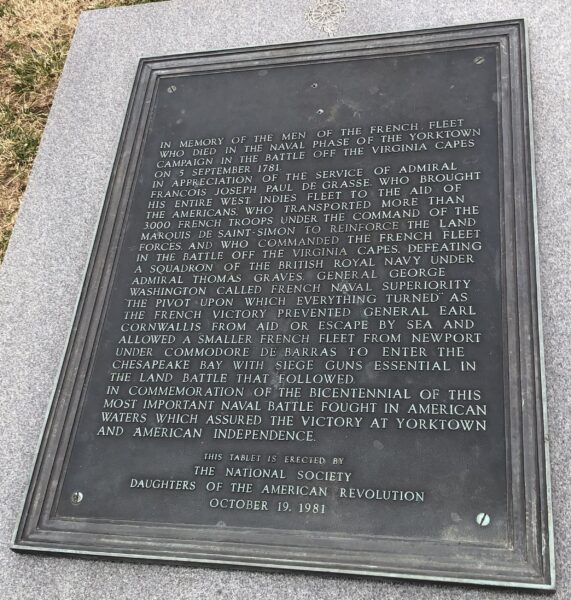 IN MEMORY OF THE MEN OF THE FRENCH FLEET
WHO DIED IN THE NAVAL PHASE OF THE YORKTOWN
CAMPAIGN IN THE BATTLE OFF THE VIRGINIA CAPES
ON 5 SEPTEMBER 1781.
IN APPRECIATION OF THE SERVICE OF ADMIRAL
FRANCOIS JOSEPH PAUL DE GRASSE, WHO BROUGHT
HIS ENTIRE WEST INDIES FLEET TO THE AID OF
THE AMERICANS, WHO TRANSPORTED MORE THAN
3000 FRENCH TROOPS UNDER THE COMMAND OF THE
MARQUIS DE SAINT-SIMON TO REINFORCE THE LAND
FORCES, AND WHO COMMANDED THE FRENCH FLEET
IN THE BATTLE OFF THE VIRGINIA CAPES, DEFEATING
A SQUADRON OF THE BRITISH ROYAL NAVY UNDER
ADMIRAL THOMAS GRAVES. GENERAL GEORGE
WASHINGTON CALLED FRENCH NAVAL SUPERIORITY
"THE PIVOT UPON WHICH EVERYTHING TURNED" AS
THE FRENCH VICTORY PREVENTED GENERAL EARL
CORNWALLIS FROM AID OR ESCAPE BY SEA AND
ALLOWED A SMALLER FRENCH FLEET FROM NEWPORT
UNDER COMMODORE DE BARRAS TO ENTER THE
CHESAPEAKE BAY WITH SIEGE GUNS ESSENTIAL IN
THE LAND BATTLE THAT FOLLOWED.
IN COMMEMORATION OF THE BICENTENNIAL OF THIS
MOST IMPORTANT NAVAL BATTLE FOUGHT IN AMERICAN
WATERS WHICH ASSURED THE VICTORY AT YORKTOWN
AND AMERICAN INDEPENDENCE.
THIS TABLET IS ERECTED BY
THE NATIONAL SOCIETY
DAUGHTERS OF THE AMERICAN REVOLUTION
OCTOBER 19, 1981